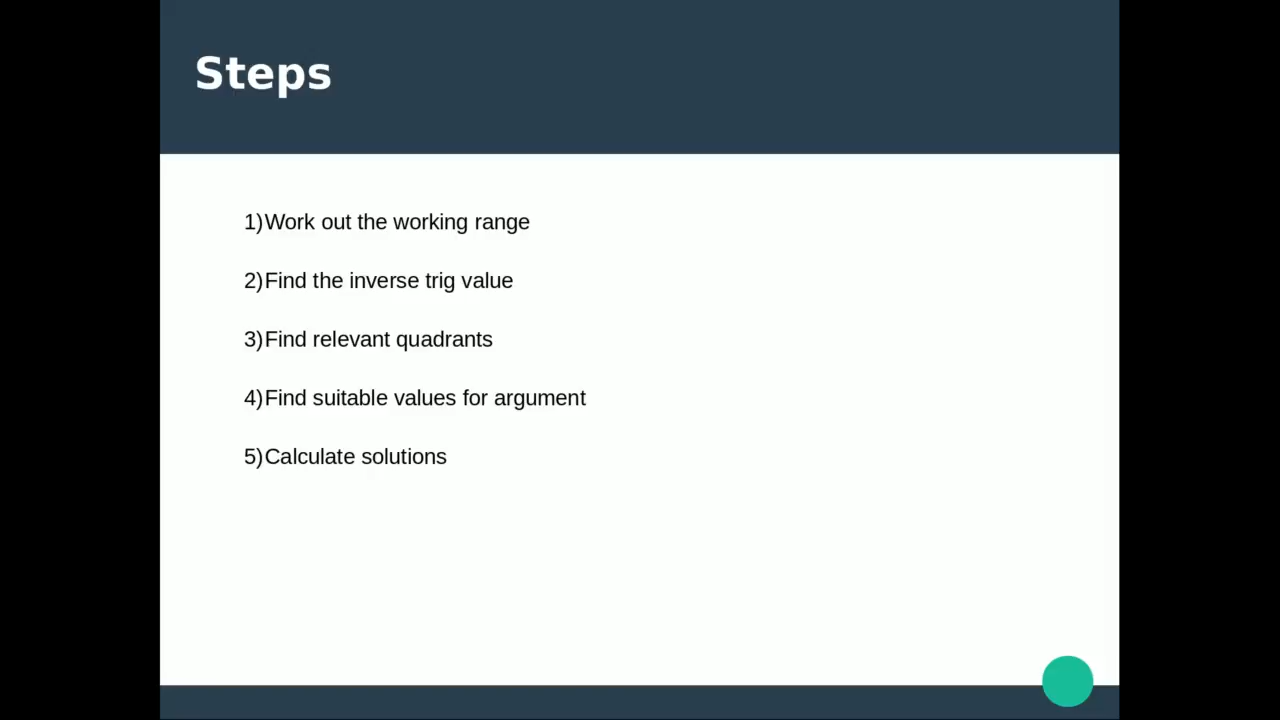 Steps
1)Work out the working range
2)Find the inverse trig value
3)Find relevant quadrants
4)Find suitable values for argument
5)Calculate solutions